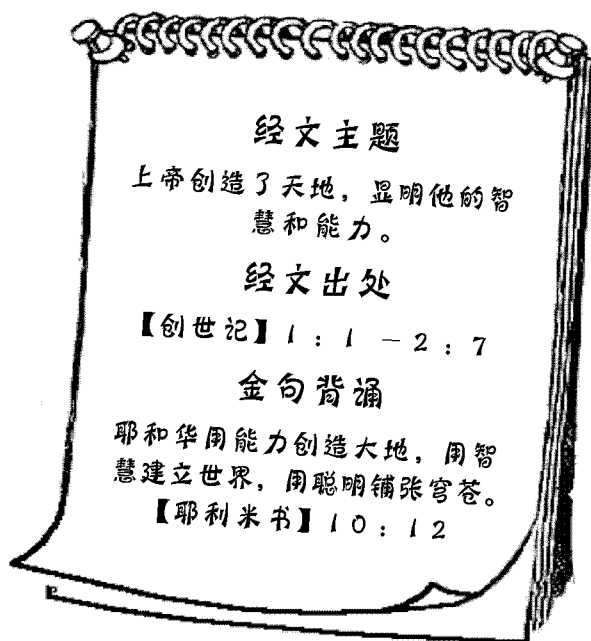 经文主题
上帝创造了天地，显明他的智
慧和能力。
经文出处
【创世记】1：1－2：7
金句背诵
耶和华用能力创造大地，用智
慧建立世界，用聪明铺张穹苍。
【耶利米书】10：12